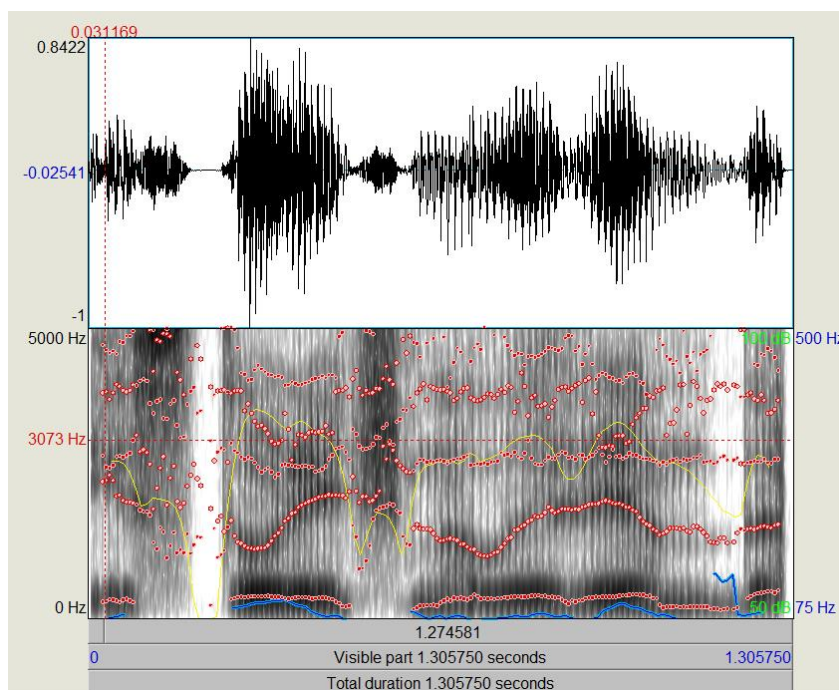 0.031169
0.8422
-0.02541
-1
5000 Hz 100 dB 500 Hz
3073 Hz
0 Hz 50 dB 75 Hz
1.274581
0 Visible part 1.305750 seconds 1.305750
Total duration 1.305750 seconds